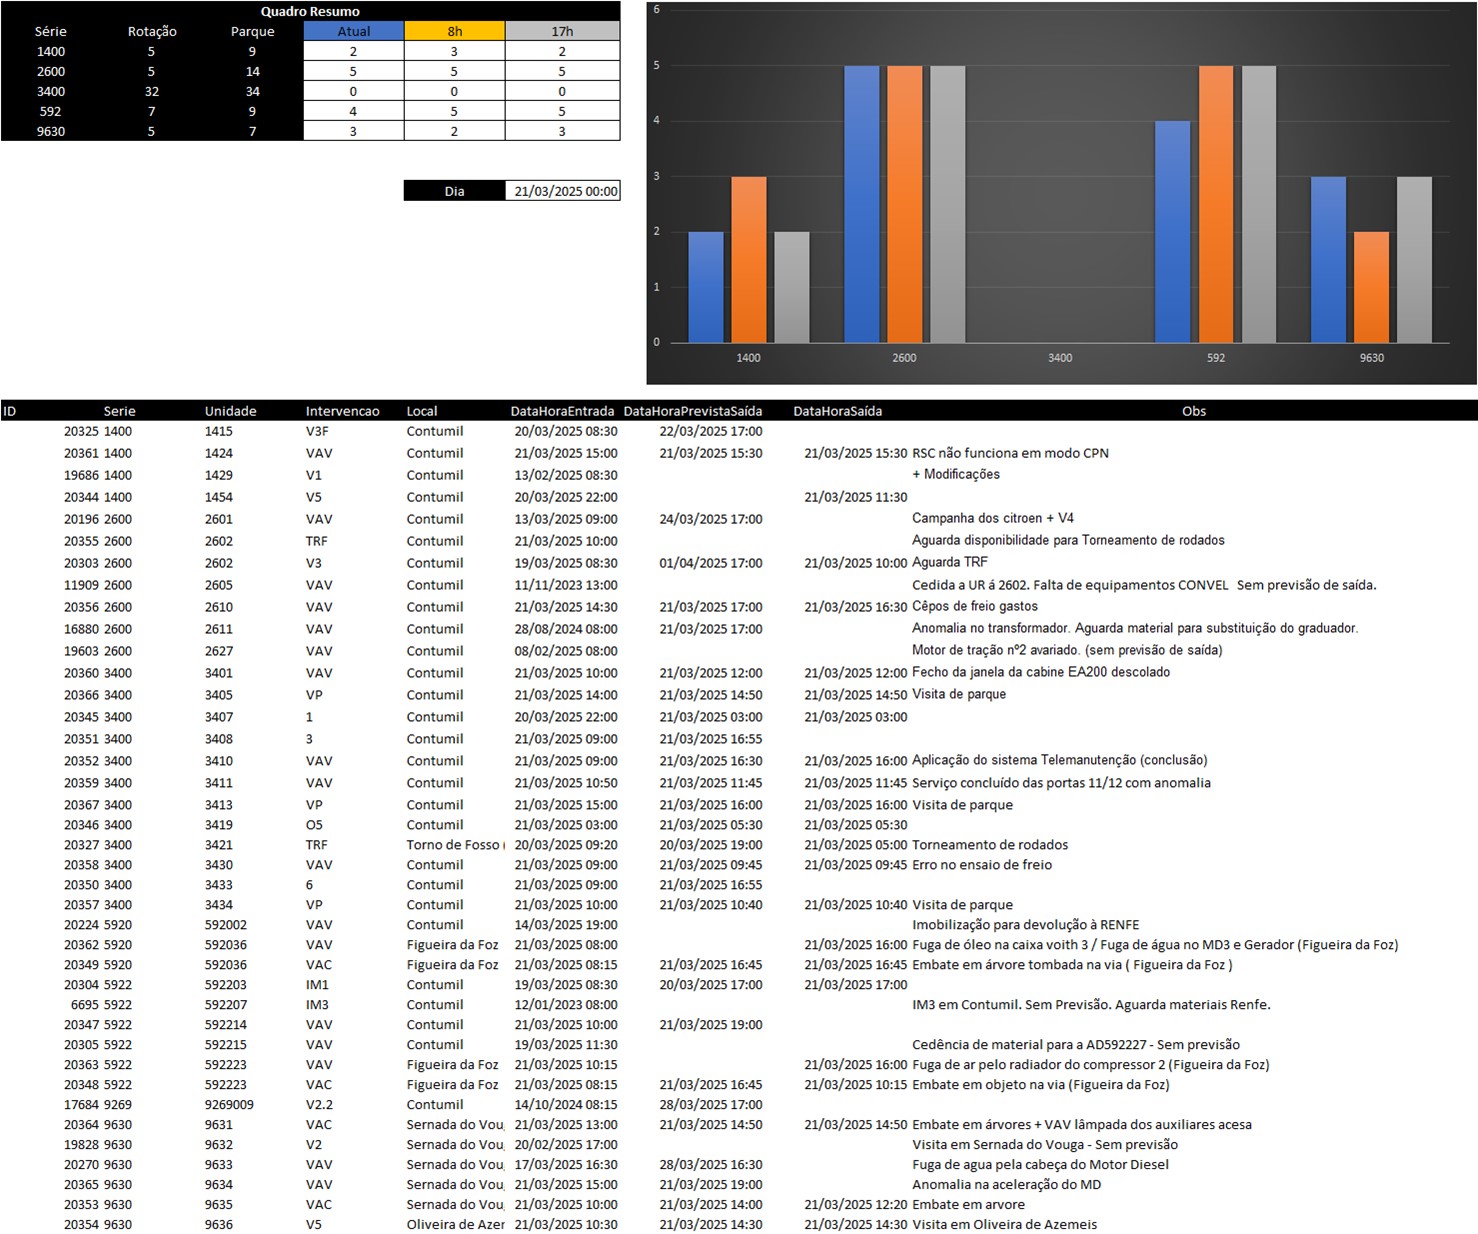 Quadro Resumo
Série Rotação Parque Atual 8h 17h
1400 5 9 2 3 2
2600 5 14 5 5 5
3400 32 34 0 0 0
592 7 9 4 5 5
9630 5 7 3 2 3
Dia 21/03/2025 00:00
6
5
4
3
2
1
0
1400 2600 3400 592 9630
ID Serie Unidade Intervencao Local DataHoraEntrada DataHoraPrevistaSaída DataHoraSaída Obs
20325 1400 1415 V3F Contumil 20/03/2025 08:30 22/03/2025 17:00
20361 1400 1424 VAV Contumil 21/03/2025 15:00 21/03/2025 15:30 21/03/2025 15:30 RSC não funciona em modo CPN
19686 1400 1429 V1 Contumil 13/02/2025 08:30 + Modificações
20344 1400 1454 V5 Contumil 20/03/2025 22:00 21/03/2025 11:30
20196 2600 2601 VAV Contumil 13/03/2025 09:00 24/03/2025 17:00 Campanha dos citroen + V4
20355 2600 2602 TRF Contumil 21/03/2025 10:00 Aguarda disponibilidade para Torneamento de rodados
20303 2600 2602 V3 Contumil 19/03/2025 08:30 01/04/2025 17:00 21/03/2025 10:00 Aguarda TRF
11909 2600 2605 VAV Contumil 11/11/2023 13:00 Cedida a UR á 2602. Falta de equipamentos CONVEL Sem previsão de saída.
20356 2600 2610 VAV Contumil 21/03/2025 14:30 21/03/2025 17:00 21/03/2025 16:30 Cêpos de freio gastos
16880 2600 2611 VAV Contumil 28/08/2024 08:00 21/03/2025 17:00 Anomalia no transformador. Aguarda material para substituição do graduador.
19603 2600 2627 VAV Contumil 08/02/2025 08:00 Motor de tração nº2 avariado. (sem previsão de saída)
20360 3400 3401 VAV Contumil 21/03/2025 10:00 21/03/2025 12:00 21/03/2025 12:00 Fecho da janela da cabine EA200 descolado
20366 3400 3405 VP Contumil 21/03/2025 14:00 21/03/2025 14:50 21/03/2025 14:50 Visita de parque
20345 3400 3407 1 Contumil 20/03/2025 22:00 21/03/2025 03:00 21/03/2025 03:00
20351 3400 3408 3 Contumil 21/03/2025 09:00 21/03/2025 16:55
20352 3400 3410 VAV Contumil 21/03/2025 09:00 21/03/2025 16:30 21/03/2025 16:00 Aplicação do sistema Telemanutenção (conclusão)
20359 3400 3411 VAV Contumil 21/03/2025 10:50 21/03/2025 11:45 21/03/2025 11:45 Serviço concluído das portas 11/12 com anomalia
20367 3400 3413 VP Contumil 21/03/2025 15:00 21/03/2025 16:00 21/03/2025 16:00 Visita de parque
20346 3400 3419 O5 Contumil 21/03/2025 03:00 21/03/2025 05:30 21/03/2025 05:30
20327 3400 3421 TRF Torno de Fosso ( 20/03/2025 09:20 20/03/2025 19:00 21/03/2025 05:00 Torneamento de rodados
20358 3400 3430 VAV Contumil 21/03/2025 09:00 21/03/2025 09:45 21/03/2025 09:45 Erro no ensaio de freio
20350 3400 3433 6 Contumil 21/03/2025 09:00 21/03/2025 16:55
20357 3400 3434 VP Contumil 21/03/2025 10:00 21/03/2025 10:40 21/03/2025 10:40 Visita de parque
20224 5920 592002 VAV Contumil 14/03/2025 19:00 Imobilização para devolução à RENFE
20362 5920 592036 VAV Figueira da Foz 21/03/2025 08:00 21/03/2025 16:00 Fuga de óleo na caixa voith 3 / Fuga de água no MD3 e Gerador (Figueira da Foz)
20349 5920 592036 VAC Figueira da Foz 21/03/2025 08:15 21/03/2025 16:45 21/03/2025 16:45 Embate em árvore tombada na via ( Figueira da Foz )
20304 5922 592203 IM1 Contumil 19/03/2025 08:30 20/03/2025 17:00 21/03/2025 17:00
6695 5922 592207 IM3 Contumil 12/01/2023 08:00 IM3 em Contumil. Sem Previsão. Aguarda materiais Renfe.
20347 5922 592214 VAV Contumil 21/03/2025 10:00 21/03/2025 19:00
20305 5922 592215 VAV Contumil 19/03/2025 11:30 Cedência de material para a AD592227 - Sem previsão
20363 5922 592223 VAV Figueira da Foz 21/03/2025 10:15 21/03/2025 16:00 Fuga de ar pelo radiador do compressor 2 (Figueira da Foz)
20348 5922 592223 VAC Figueira da Foz 21/03/2025 08:15 21/03/2025 16:45 21/03/2025 10:15 Embate em objeto na via (Figueira da Foz)
17684 9269 9269009 V2.2 Contumil 14/10/2024 08:15 28/03/2025 17:00
20364 9630 9631 VAC Sernada do Voug 21/03/2025 13:00 21/03/2025 14:50 21/03/2025 14:50 Embate em árvores + VAV lâmpada dos auxiliares acesa
19828 9630 9632 V2 Sernada do Voug 20/02/2025 17:00 Visita em Sernada do Vouga - Sem previsão
20270 9630 9633 VAV Sernada do Voug 17/03/2025 16:30 28/03/2025 16:30 Fuga de agua pela cabeça do Motor Diesel
20365 9630 9634 VAV Sernada do Voug 21/03/2025 15:00 21/03/2025 19:00 Anomalia na aceleração do MD
20353 9630 9635 VAC Sernada do Voug 21/03/2025 10:00 21/03/2025 14:00 21/03/2025 12:20 Embate em arvore
20354 9630 9636 V5 Oliveira de Azer 21/03/2025 10:30 21/03/2025 14:30 21/03/2025 14:30 Visita em Oliveira de Azemeis